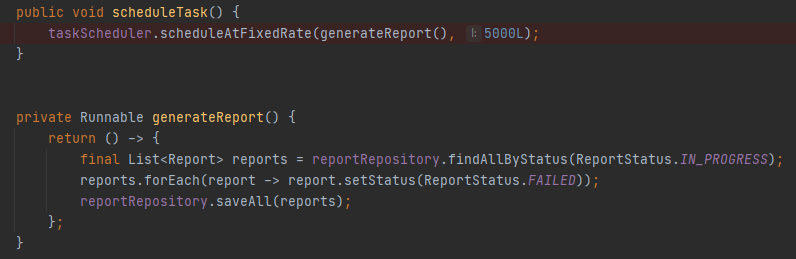 public void scheduleTask() {
taskScheduler.scheduleAtFixedRate(generateReport(), l: 5000L);
}
private Runnable generateReport() {
return () -> {
final List<Report> reports = reportRepository.findAllByStatus(ReportStatus.IN_PROGRESS);
reports.forEach(report -> report.setStatus(ReportStatus.FAILED));
reportRepository.saveAll(reports);
};
}